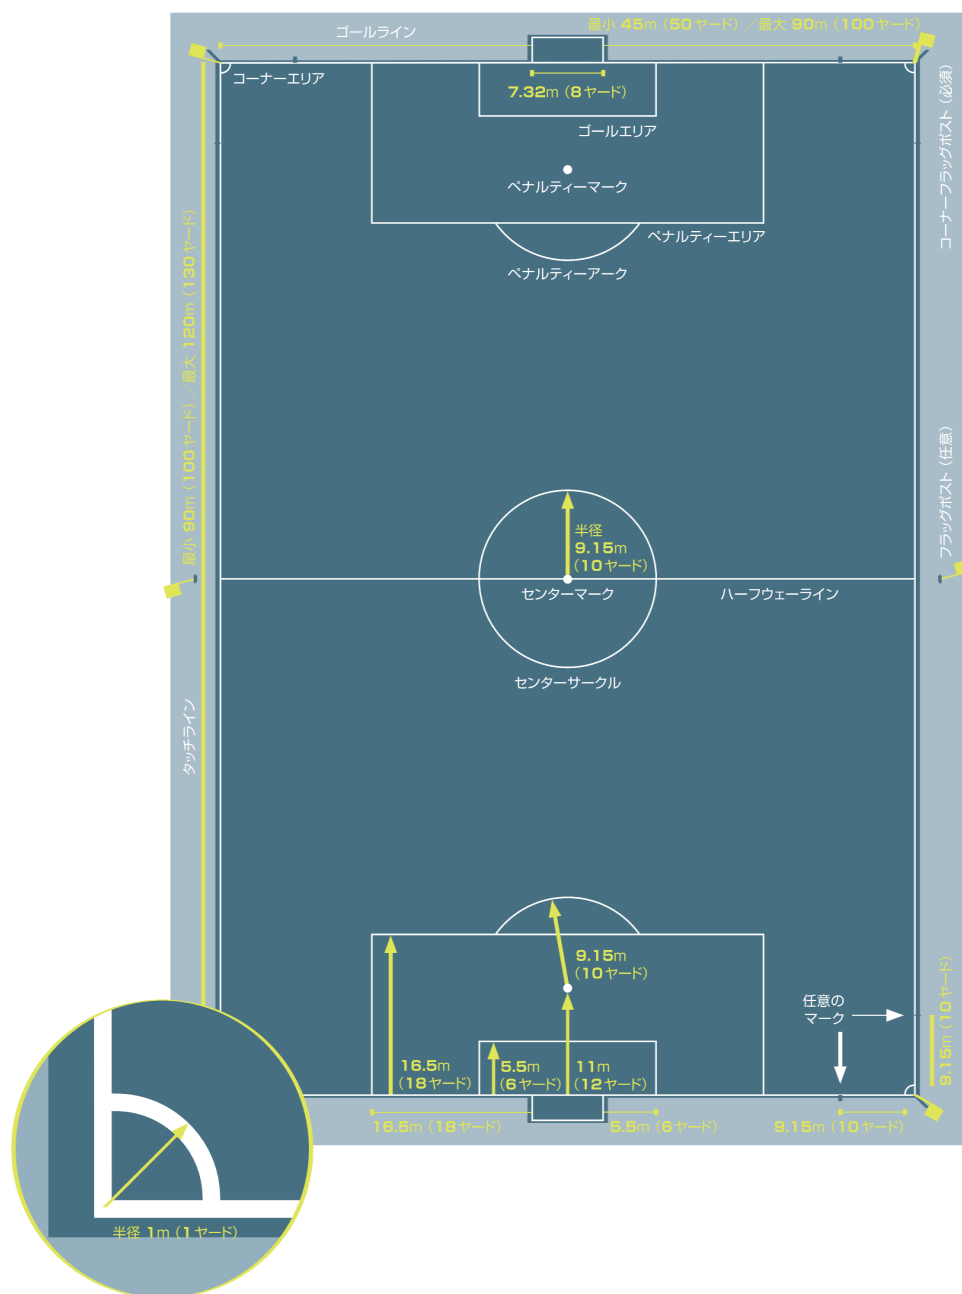 ゴールライン
最小 45m（50ヤード）／最大 90m（100ヤード）
コーナーエリア
7.32m（8ヤード）
ゴールエリア
ペナルティーマーク
ペナルティーエリア
ペナルティーアーク
コーナーフラッグポスト（必須）
最小 90m（100ヤード）／最大 120m（130ヤード）
フラッグポスト（任意）
半径
9.15m
（10ヤード）
センターマーク
ハーフウェーライン
センターサークル
タッチライン
9.15m
（10ヤード）
任意の
マーク
9.15m（10ヤード）
16.5m
（18ヤード）
5.5m
（6ヤード）
11m
（12ヤード）
16.5m（18ヤード）
5.5m（6ヤード）
9.15m（10ヤード）
半径 1m（1ヤード）